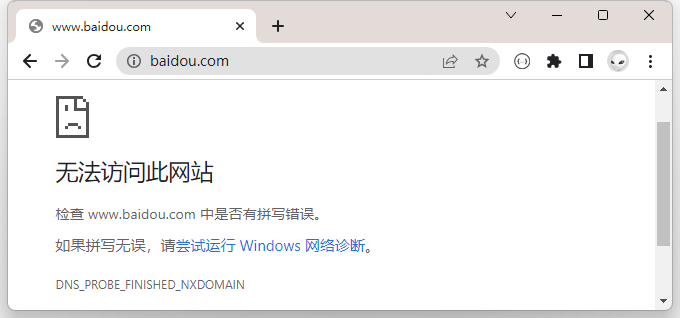 www.baidou.com
baidou.com
无法访问此网站
检查 www.baidou.com 中是否有拼写错误。
如果拼写无误，请尝试运行 Windows 网络诊断。
DNS_PROBE_FINISHED_NXDOMAIN